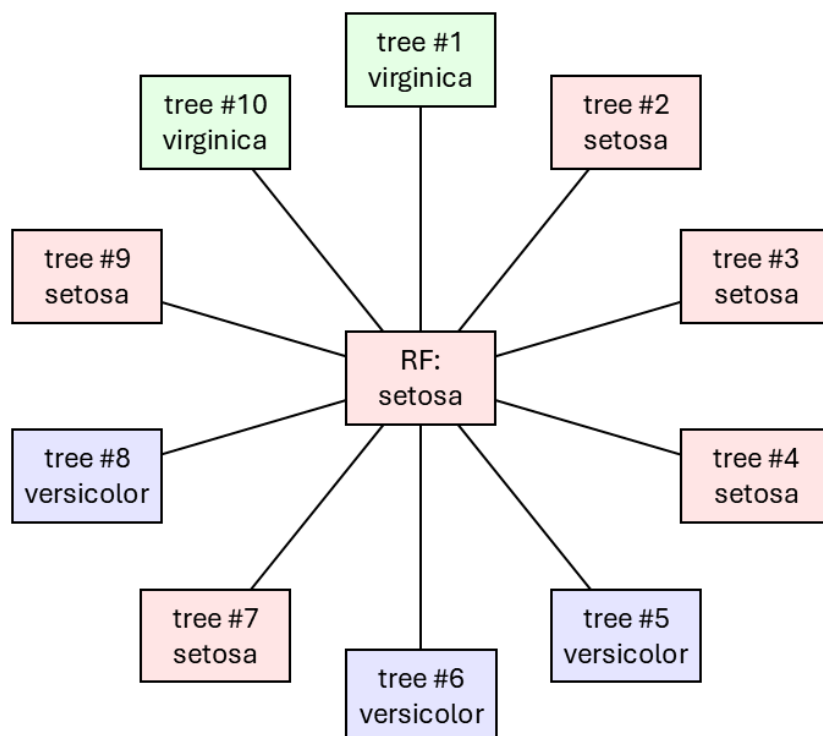 tree #1
virginica
tree #2
setosa
tree #3
setosa
tree #4
setosa
tree #5
versicolor
tree #6
versicolor
tree #7
setosa
tree #8
versicolor
tree #9
setosa
tree #10
virginica
RF:
setosa